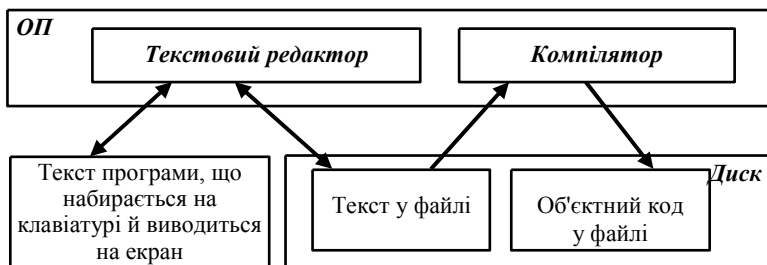 ОП
Текстовий редактор
Компілятор
Текст програми, що
набирається на
клавіатурі й виводиться
на екран
Диск
Текст у файлі
Об'єктний код
у файлі